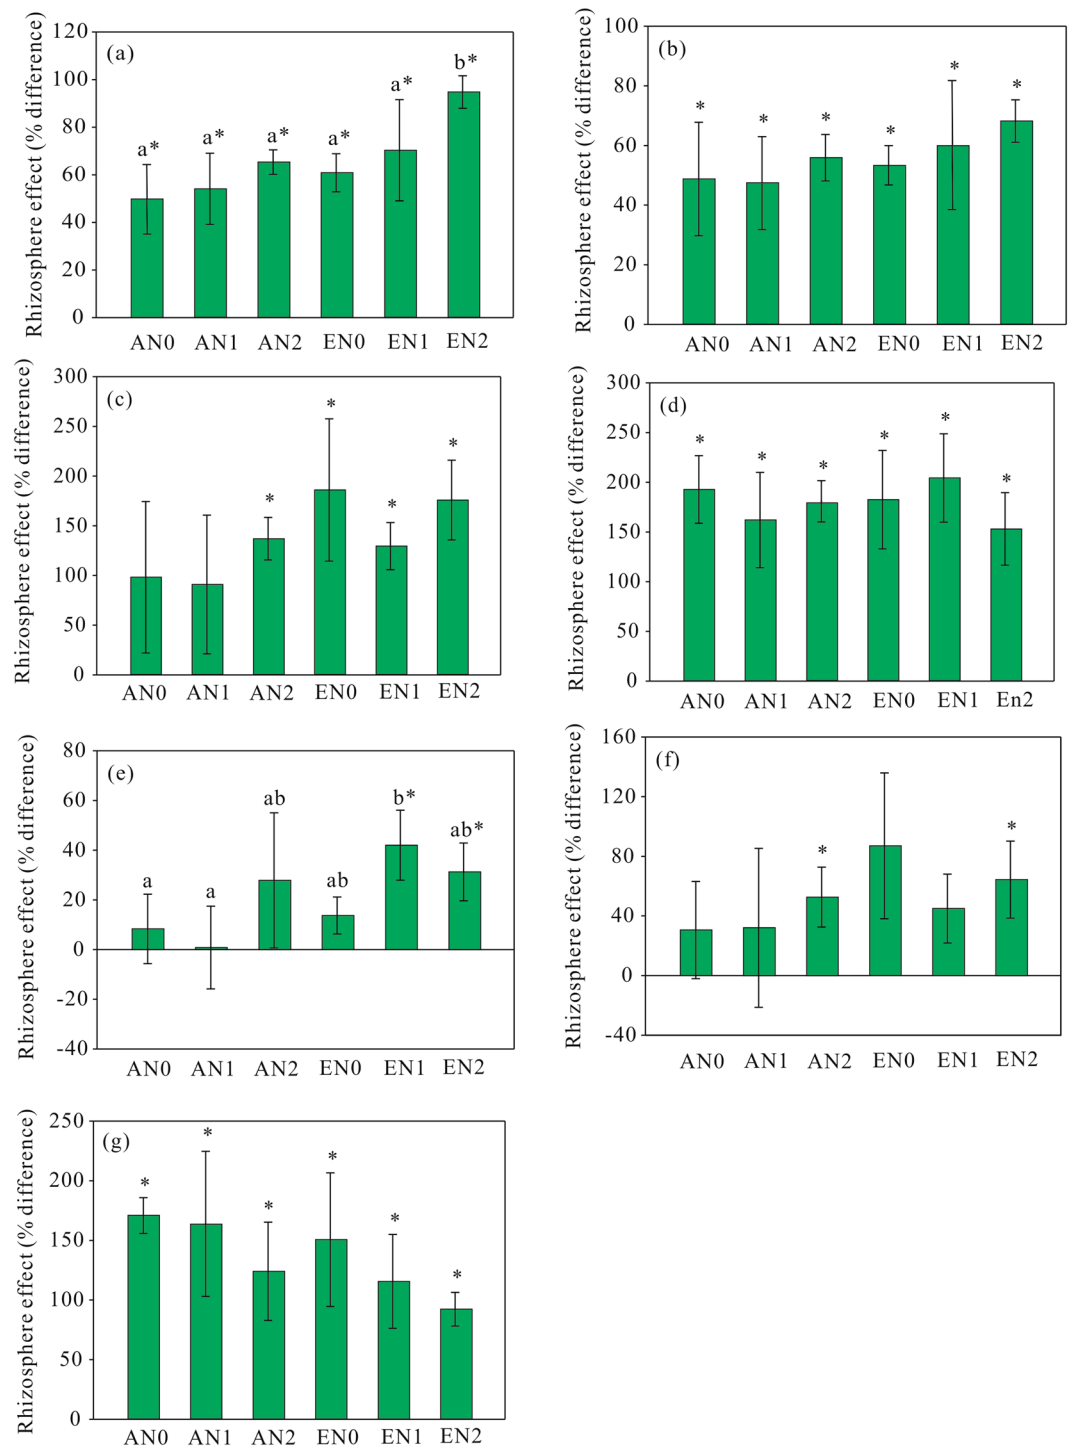 Rhizosphere effect (% difference)
(a)
120
100
80
60
40
20
0
a*
a*
a*
a*
a*
b*
AN0 AN1 AN2 EN0 EN1 EN2
Rhizosphere effect (% difference)
(b)
100
80
60
40
20
0
*
*
*
*
*
*
AN0 AN1 AN2 EN0 EN1 EN2
Rhizosphere effect (% difference)
(c)
300
250
200
150
100
50
0
*
*
*
*
AN0 AN1 AN2 EN0 EN1 EN2
Rhizosphere effect (% difference)
(d)
300
250
200
150
100
50
0
*
*
*
*
*
*
AN0 AN1 AN2 EN0 EN1 En2
Rhizosphere effect (% difference)
(e)
80
60
40
20
0
-20
-40
a
a
ab
ab
b*
ab*
AN0 AN1 AN2 EN0 EN1 EN2
Rhizosphere effect (% difference)
(f)
160
120
80
40
0
-40
*
*
AN0 AN1 AN2 EN0 EN1 EN2
Rhizosphere effect (% difference)
(g)
250
200
150
100
50
0
*
*
*
*
*
*
AN0 AN1 AN2 EN0 EN1 EN2